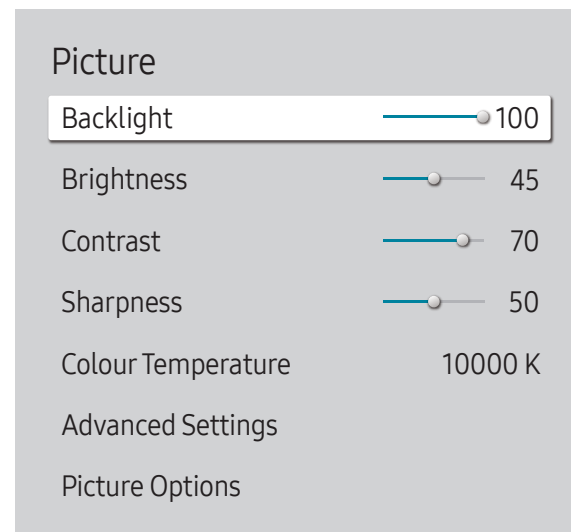 Picture
Backlight 100
Brightness 45
Contrast 70
Sharpness 50
Colour Temperature 10000 K
Advanced Settings
Picture Options